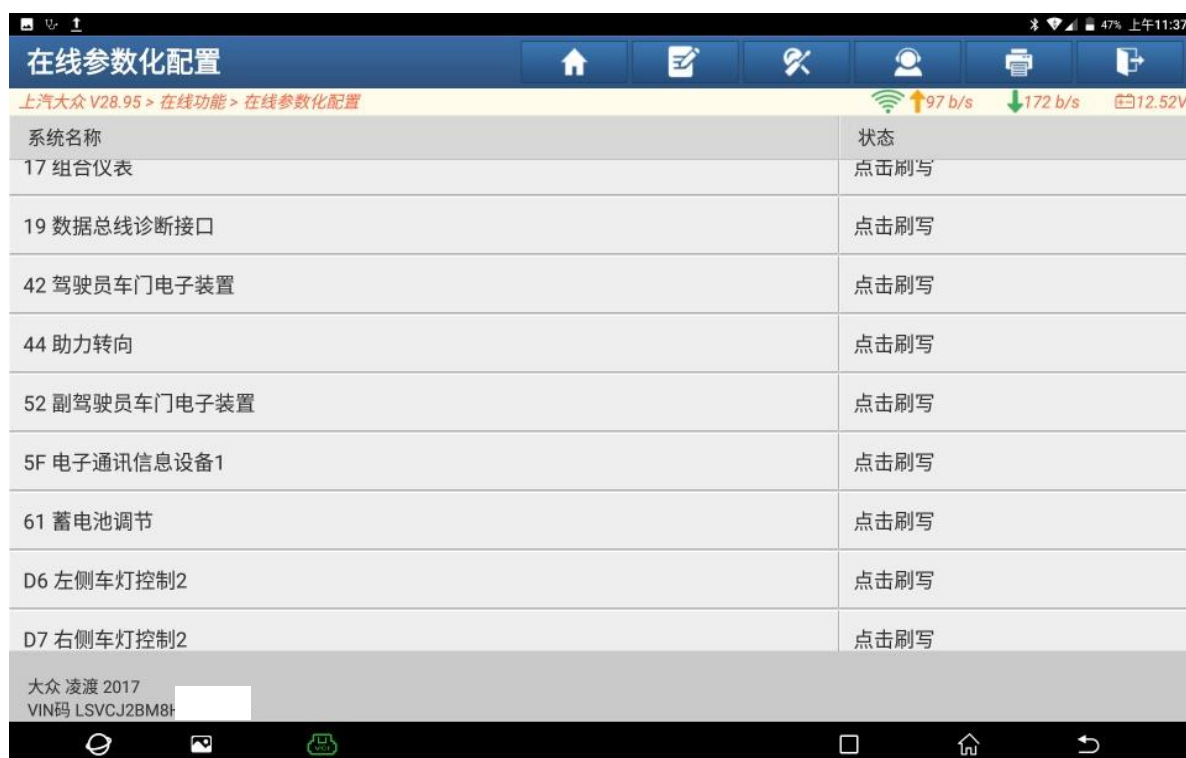 47% 上午11:37
在线参数化配置
上汽大众 V28.95 > 在线功能 > 在线参数化配置 97 b/s 172 b/s 12.52V
系统名称 状态
17 组合仪表 点击刷写
19 数据总线诊断接口 点击刷写
42 驾驶员车门电子装置 点击刷写
44 助力转向 点击刷写
52 副驾驶员车门电子装置 点击刷写
5F 电子通讯信息设备1 点击刷写
61 蓄电池调节 点击刷写
D6 左侧车灯控制2 点击刷写
D7 右侧车灯控制2 点击刷写
大众 凌渡 2017
VIN码 LSVCJ2BM8H
VCI